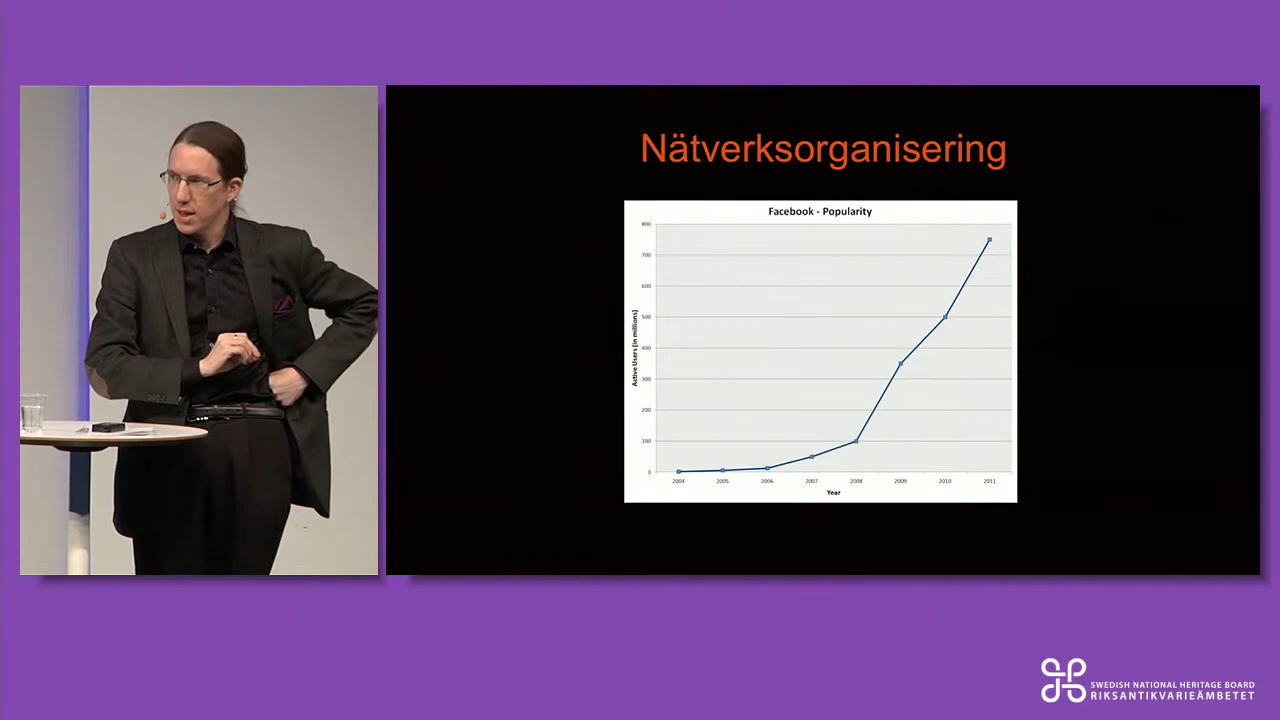 Nätverksorganisering
Facebook - Popularity
Active Users (in millions)
800
700
600
500
400
300
200
100
0
2004 2005 2006 2007 2008 2009 2010 2011
Year
SWEDISH NATIONAL HERITAGE BOARD
RIKSANTIKVARIEÄMBETET